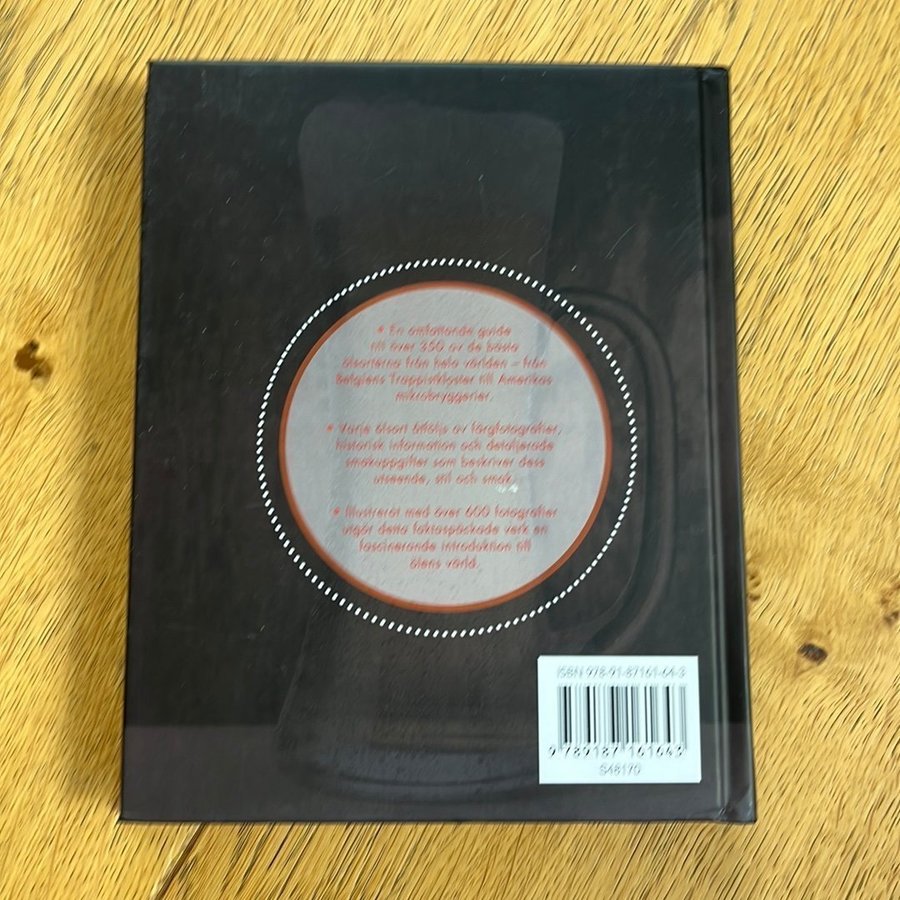 • En omfattande guide
till över 350 av de bästa
ölsorterna från hela världen – från
Belgiens Trappistkloster till Amerikas
mikrobryggerier.
• Varje ölsort åtföljs av färgfotografier,
historisk information och detaljerade
smakuppgifter som beskriver dess
utseende, stil och smak.
• Illustrerat med över 600 fotografier
utgör detta faktaspäckade verk en
fascinerande introduktion till
ölens värld.
ISBN 978-91-87161-64-3
9 789187 161643
S48170